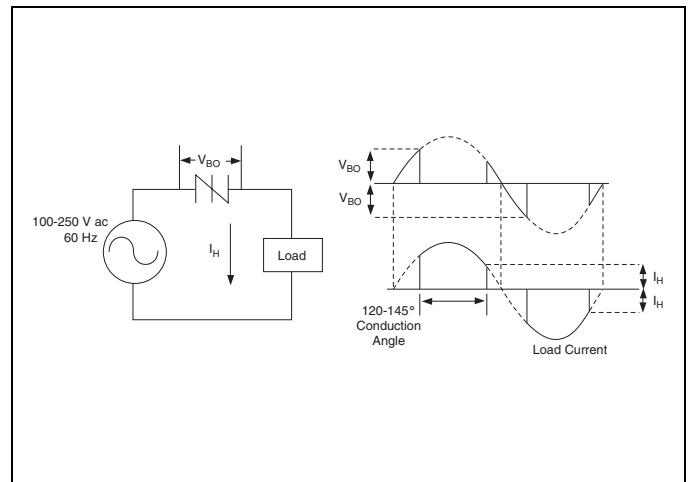 V_BO
100-250 V ac
60 Hz
I_H
Load
V_BO
V_BO
120-145°
Conduction
Angle
I_H
I_H
Load Current